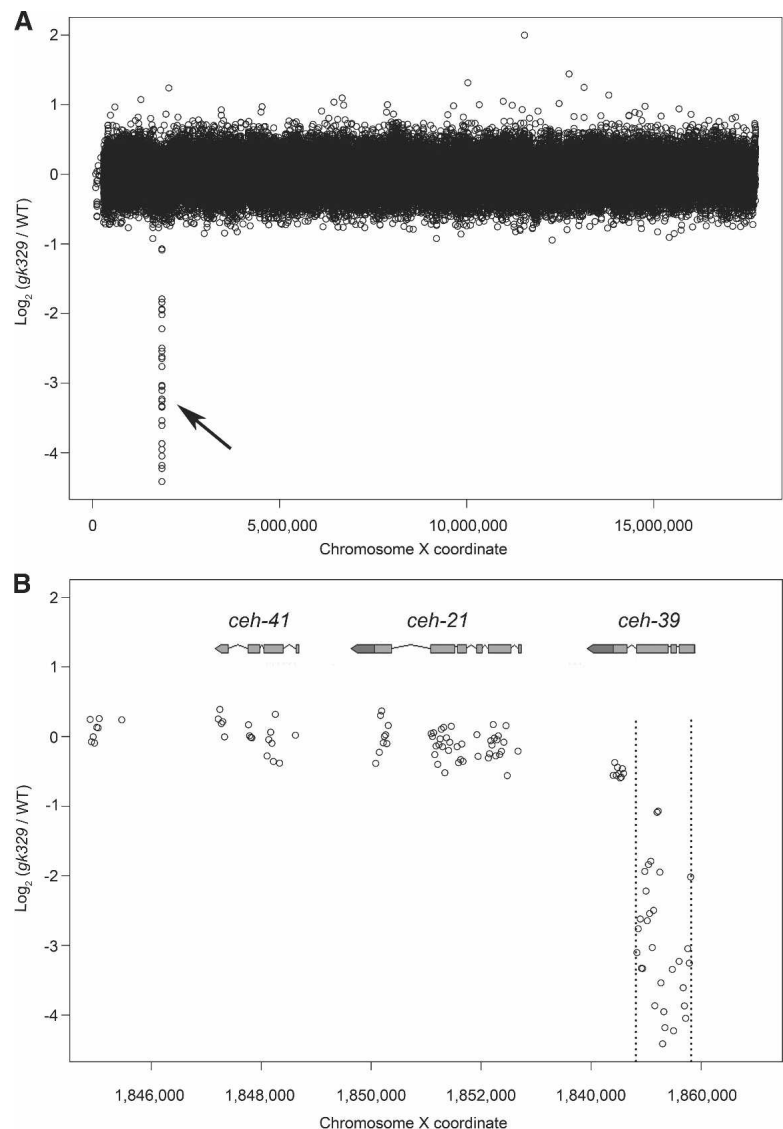 A
2
1
0
-1
-2
-3
-4
Log2 (gk329 / WT)
0 5,000,000 10,000,000 15,000,000
Chromosome X coordinate
B
2
1
0
-1
-2
-3
-4
Log2 (gk329 / WT)
ceh-41 ceh-21 ceh-39
1,846,000 1,848,000 1,850,000 1,852,000 1,840,000 1,860,000
Chromosome X coordinate